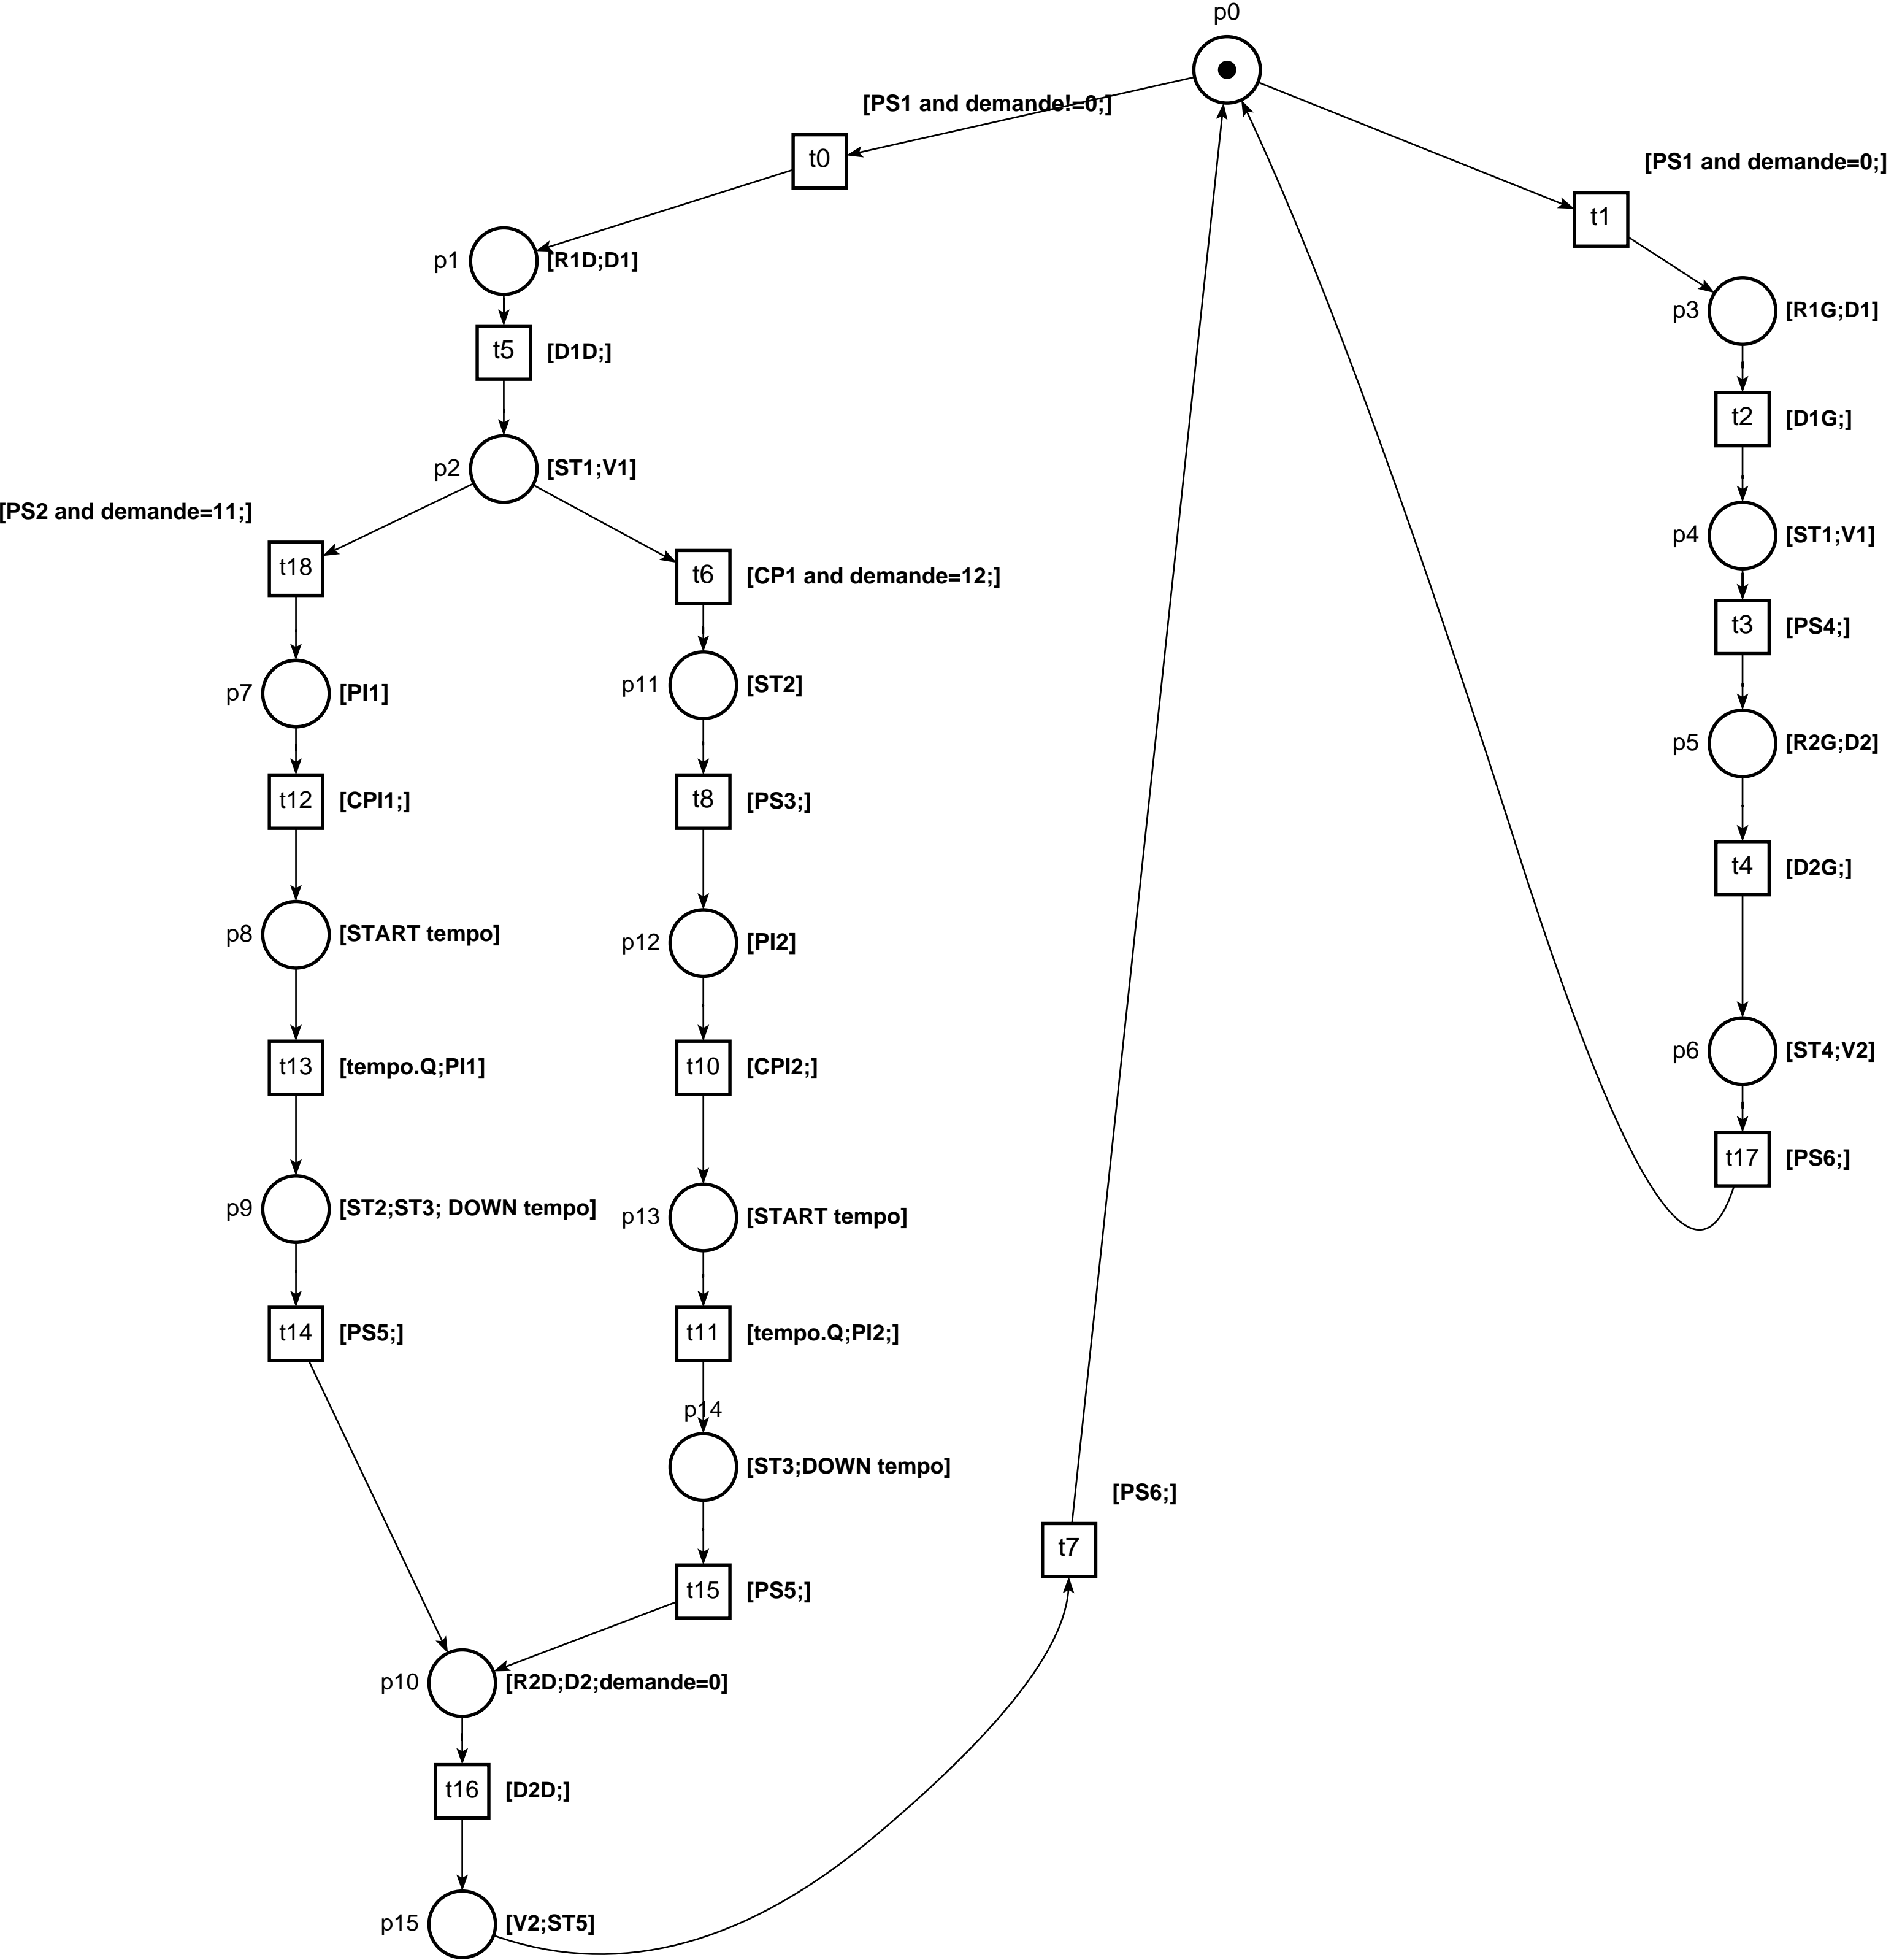 p0
[PS1 and demande!=0;]
t0
[PS1 and demande=0;]
t1
p1 [R1D;D1]
p3 [R1G;D1]
t5 [D1D;]
t2 [D1G;]
p2 [ST1;V1]
[PS2 and demande=11;]
p4 [ST1;V1]
t18
t6 [CP1 and demande=12;]
t3 [PS4;]
p7 [PI1]
p11 [ST2]
p5 [R2G;D2]
t12 [CPI1;]
t8 [PS3;]
t4 [D2G;]
p8 [START tempo]
p12 [PI2]
p6 [ST4;V2]
t13 [tempo.Q;PI1]
t10 [CPI2;]
t17 [PS6;]
p9 [ST2;ST3; DOWN tempo]
p13 [START tempo]
t14 [PS5;]
t11 [tempo.Q;PI2;]
p14
[ST3;DOWN tempo]
[PS6;]
t7
t15 [PS5;]
p10 [R2D;D2;demande=0]
t16 [D2D;]
p15 [V2;ST5]